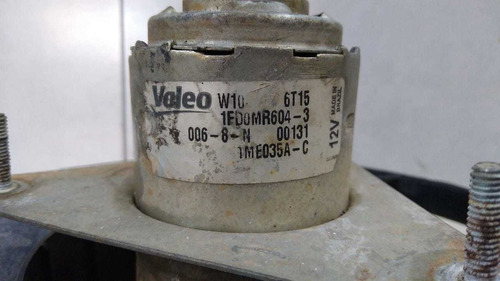 Valeo W10 6T15
1FD0MR604-3
006-8-N 00131
1ME035A-C
12V MADE IN
BRAZIL